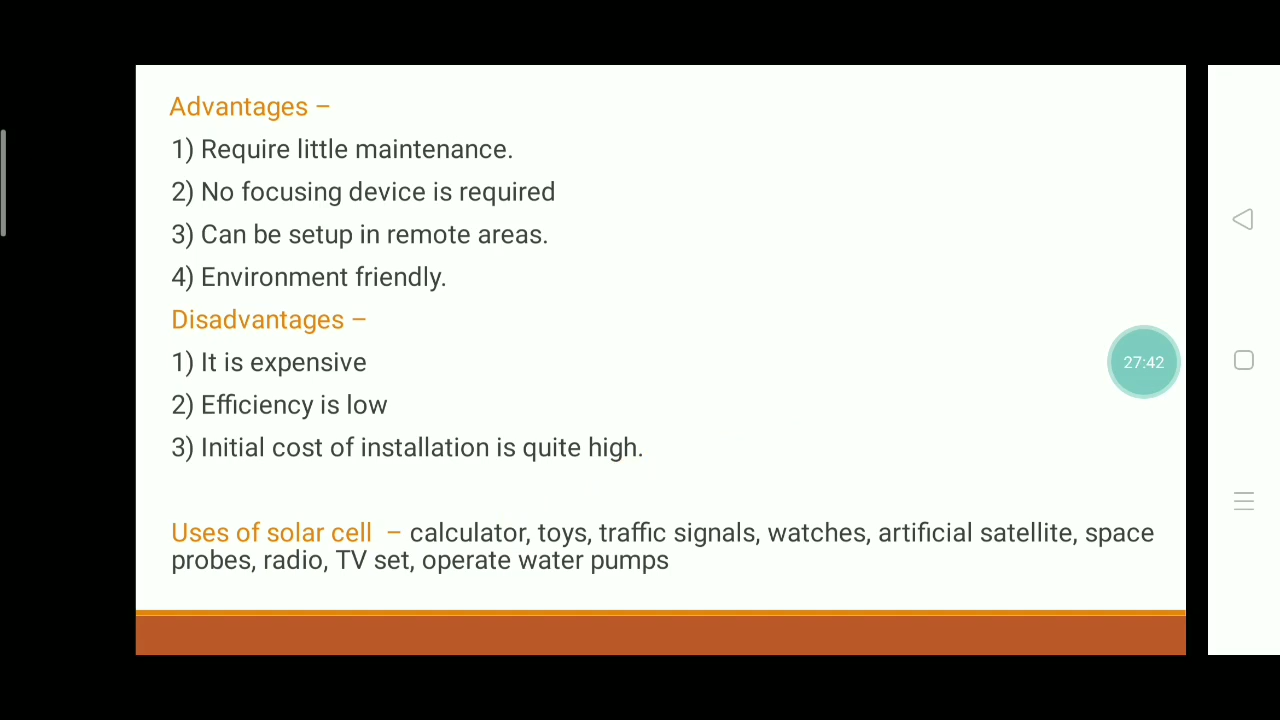 Advantages –
1) Require little maintenance.
2) No focusing device is required
3) Can be setup in remote areas.
4) Environment friendly.
Disadvantages –
1) It is expensive
2) Efficiency is low
3) Initial cost of installation is quite high.
Uses of solar cell – calculator, toys, traffic signals, watches, artificial satellite, space
probes, radio, TV set, operate water pumps
27:42